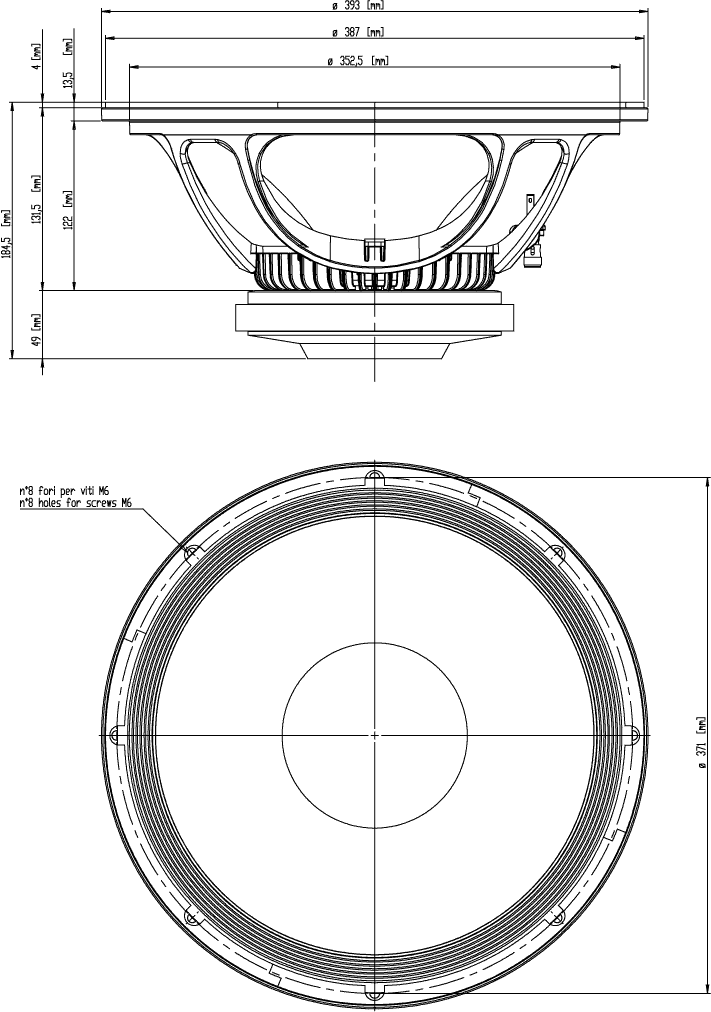 ø 393 [mm]
ø 387 [mm]
ø 352,5 [mm]
4 [mm]
13,5 [mm]
184,5 [mm]
131,5 [mm]
122 [mm]
49 [mm]
n°8 fori per viti M6
n°8 holes for screws M6
ø 371 [mm]